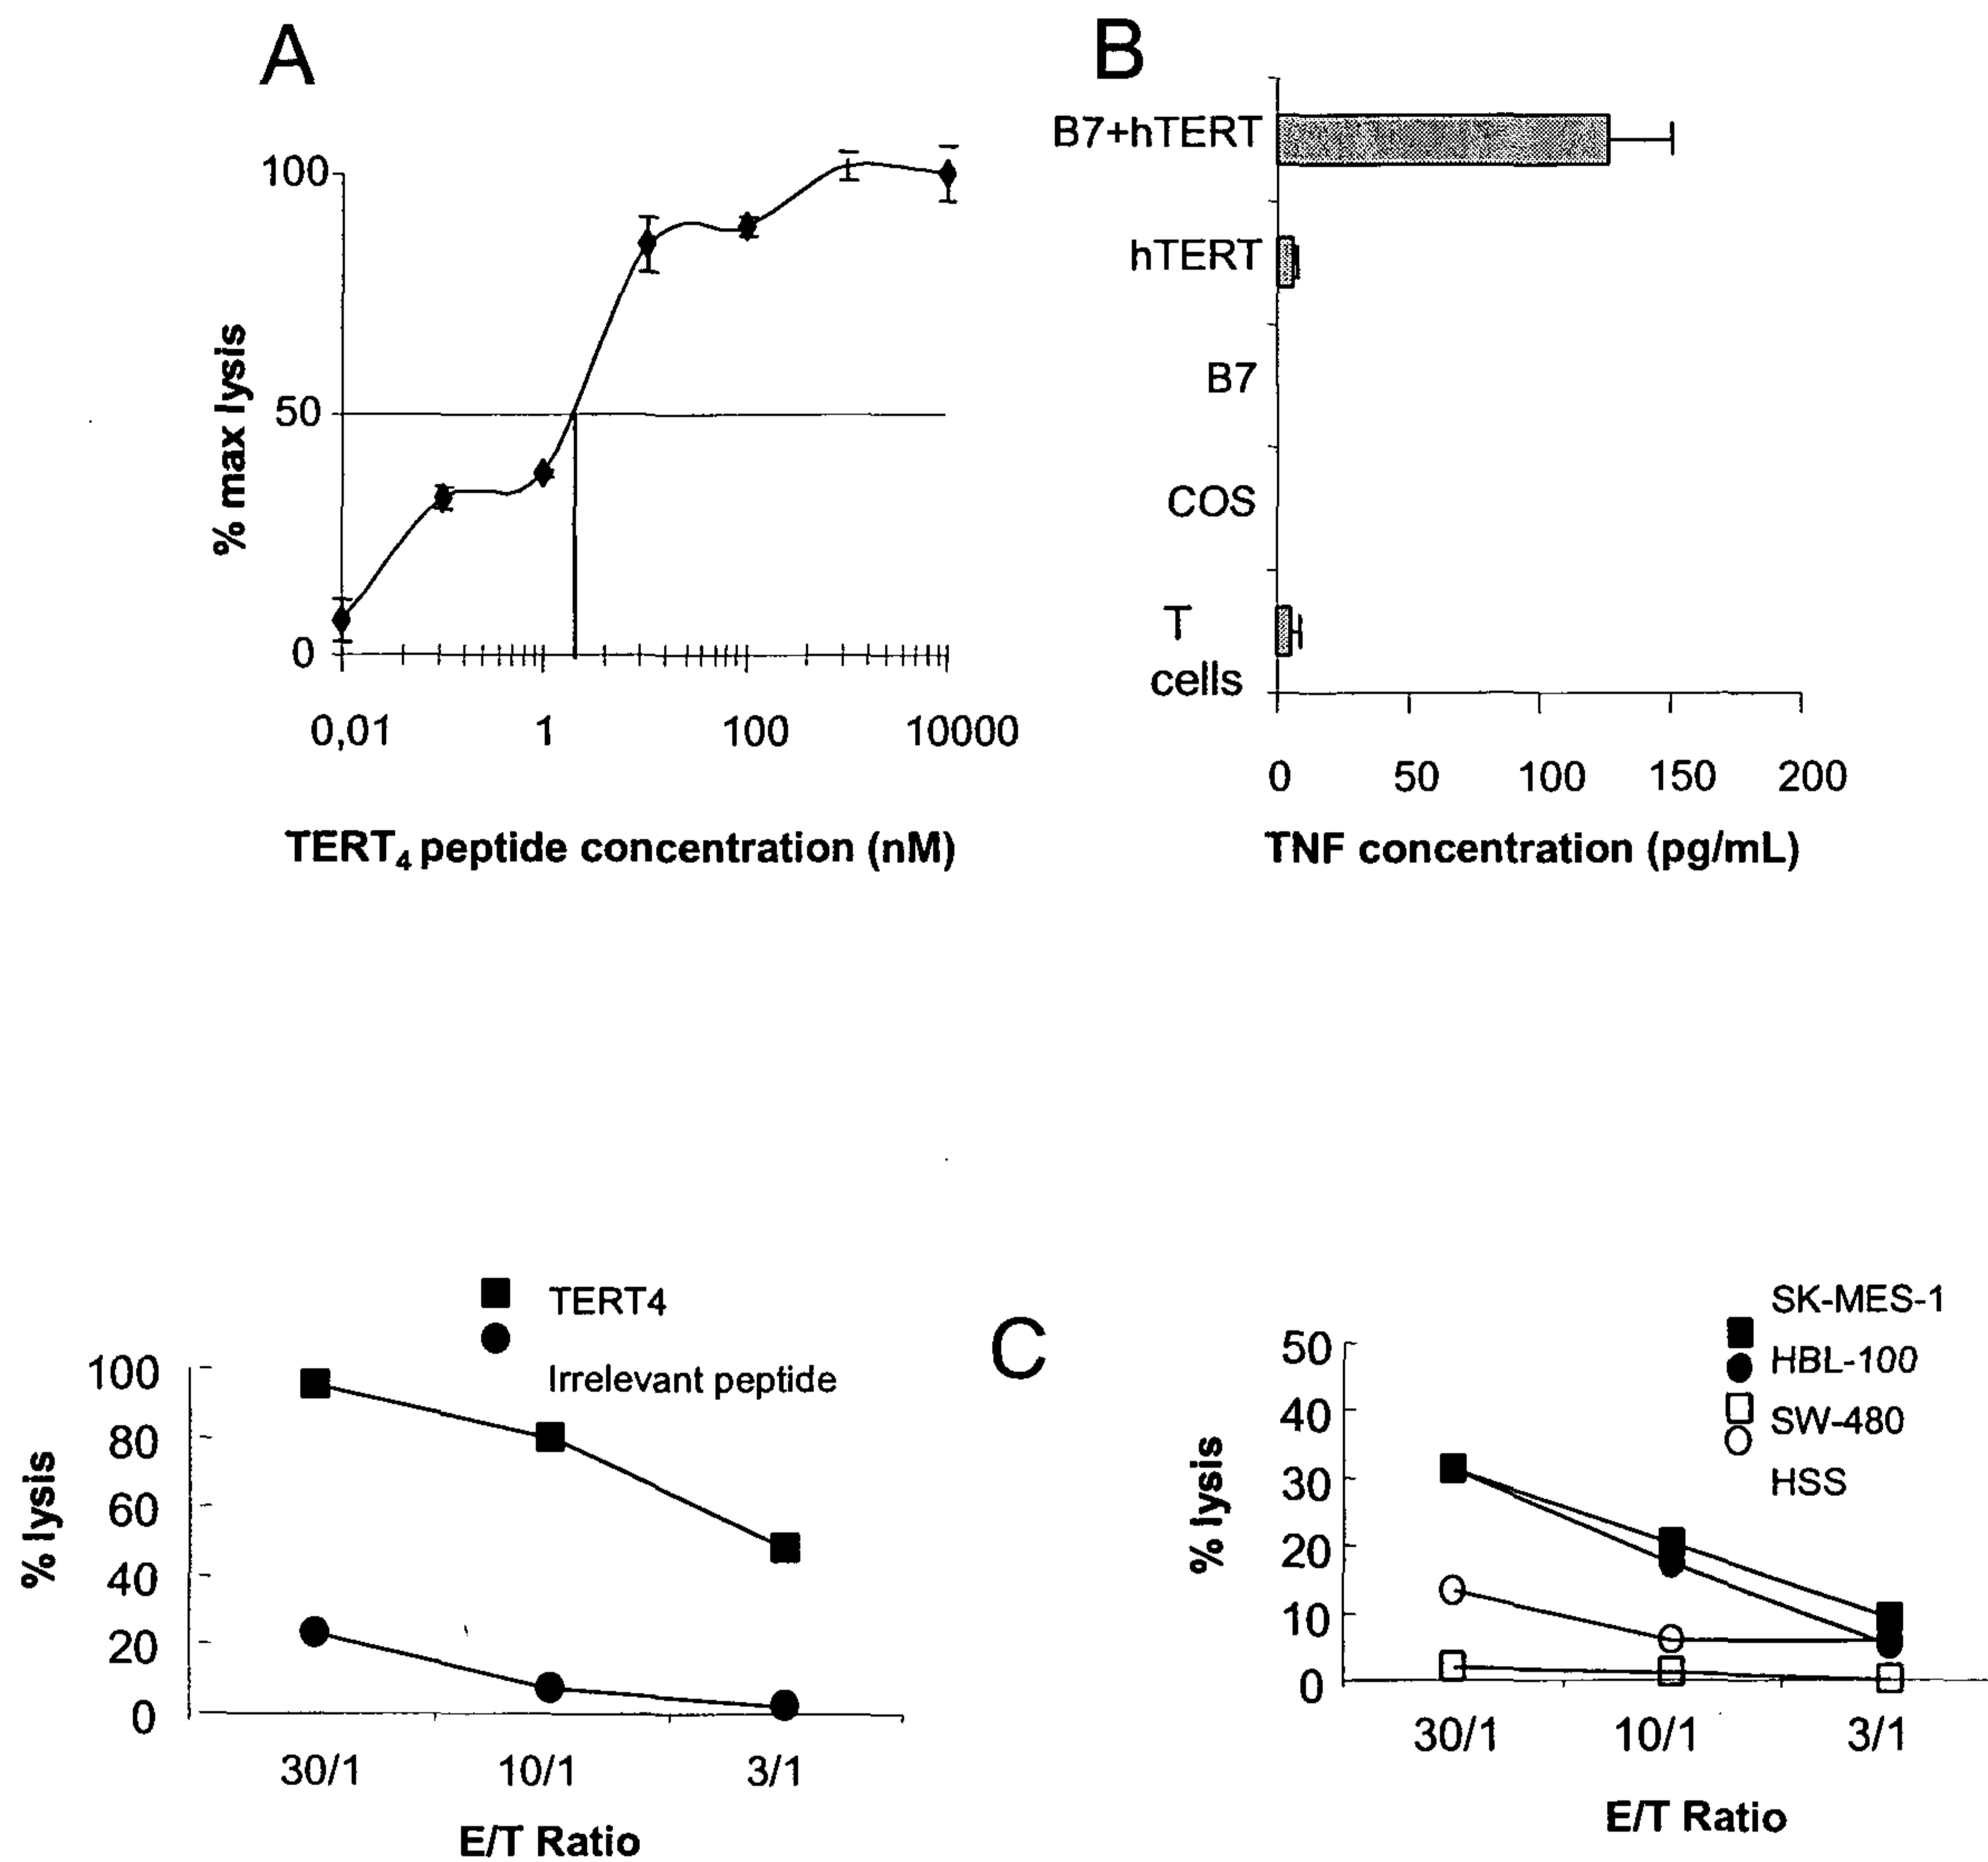 A
100
50
0
% max lysis
0,01 1 100 10000
TERT4 peptide concentration (nM)
B
B7+hTERT
hTERT
B7
COS
T
cells
0 50 100 150 200
TNF concentration (pg/mL)
TERT4
Irrelevant peptide
100
80
60
40
20
0
% lysis
30/1 10/1 3/1
E/T Ratio
C
SK-MES-1
HBL-100
SW-480
HSS
50
40
30
20
10
0
% lysis
30/1 10/1 3/1
E/T Ratio